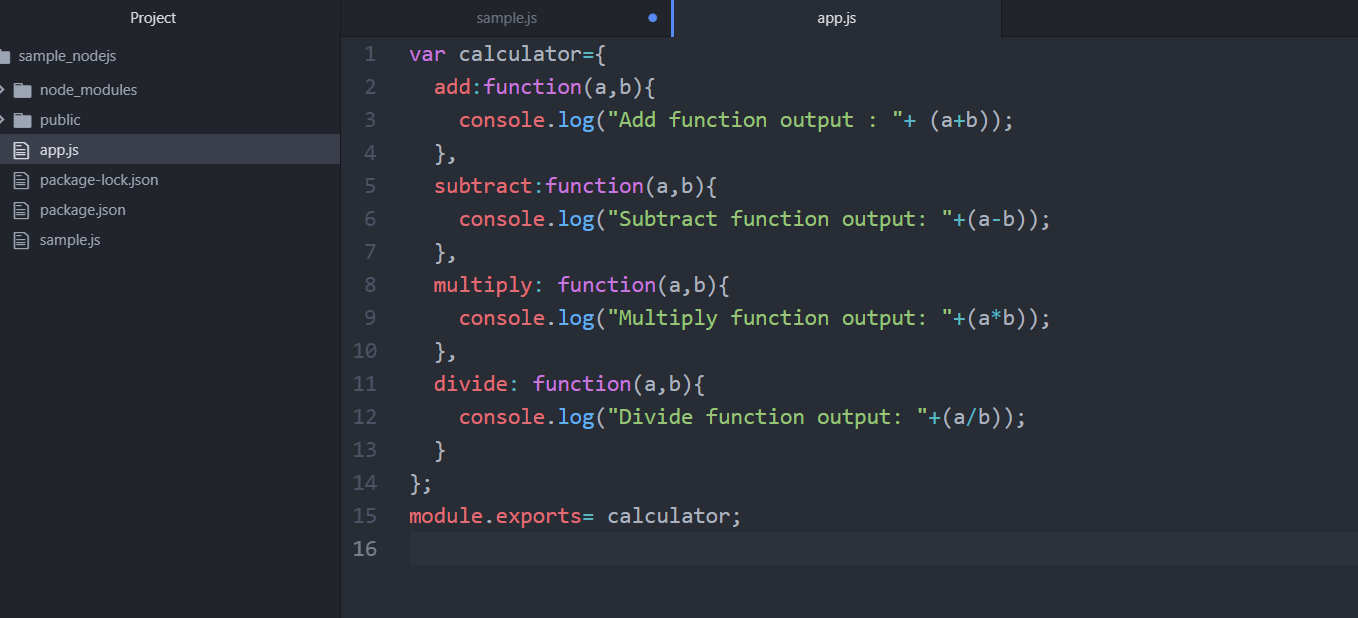 Project
sample_nodejs
node_modules
public
app.js
package-lock.json
package.json
sample.js
sample.js
app.js
1 var calculator={
2   add:function(a,b){
3     console.log("Add function output : "+ (a+b));
4   },
5   subtract:function(a,b){
6     console.log("Subtract function output: "+(a-b));
7   },
8   multiply: function(a,b){
9     console.log("Multiply function output: "+(a*b));
10   },
11   divide: function(a,b){
12     console.log("Divide function output: "+(a/b));
13   }
14 };
15 module.exports= calculator;
16